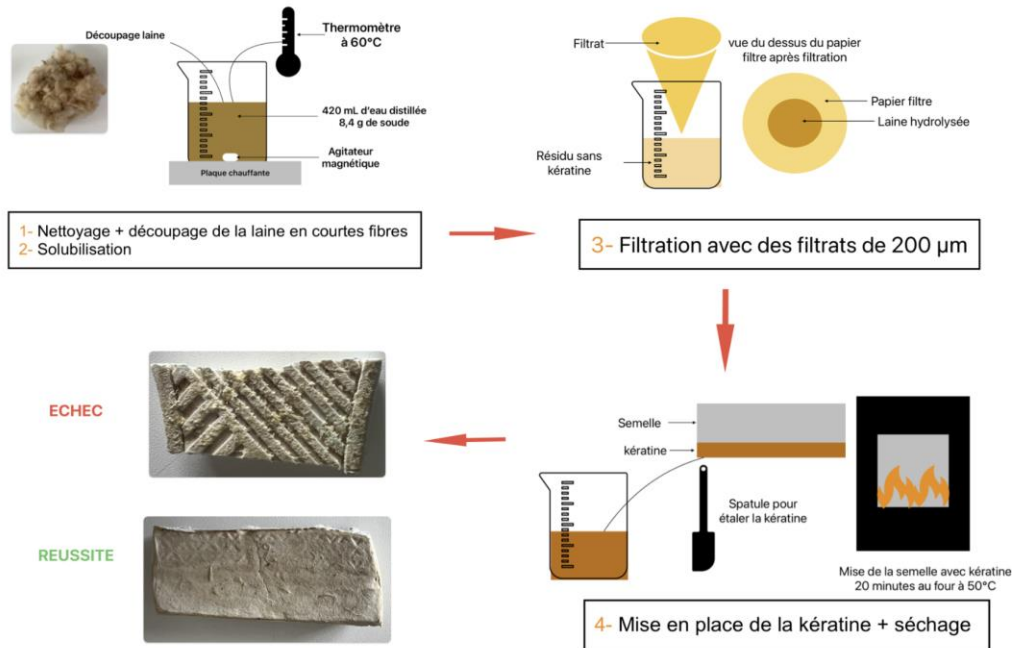 Découpage laine
Thermomètre
à 60°C
420 mL d'eau distillée
8,4 g de soude
Agitateur
magnétique
Plaque chauffante
1- Nettoyage + découpage de la laine en courtes fibres
2- Solubilisation
Filtrat
vue du dessus du papier
filtre après filtration
Papier filtre
Laine hydrolysée
Résidu sans
kératine
3- Filtration avec des filtrats de 200 µm
Semelle
kératine
Spatule pour
étaler la kératine
Mise de la semelle avec kératine
20 minutes au four à 50°C
4- Mise en place de la kératine + séchage
ECHEC
REUSSITE